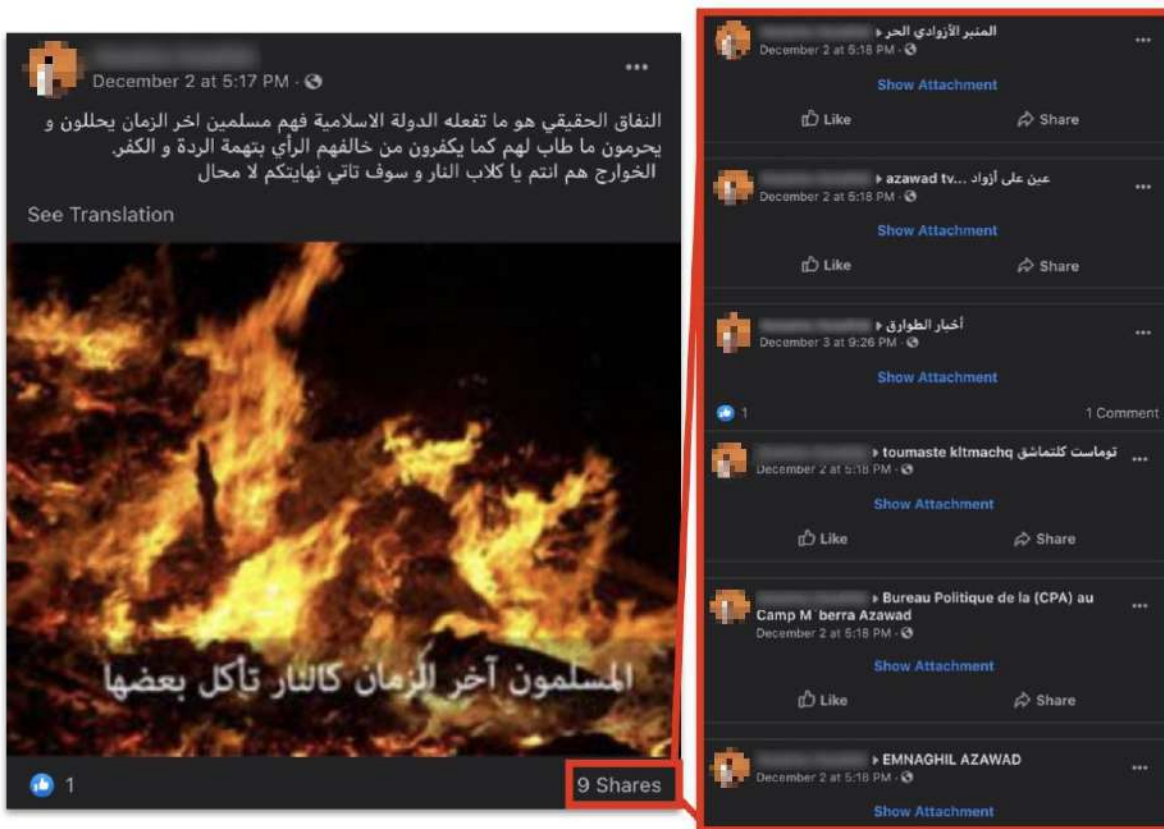 December 2 at 5:17 PM ·
النفاق الحقيقي هو ما تفعله الدولة الاسلامية فهم مسلمين اخر الزمان يحللون و
يحرمون ما طاب لهم كما يكفرون من خالفهم الرأي بتهمة الردة و الكفر.
الخوارج هم انتم يا كلاب النار و سوف تاتي نهايتكم لا محال
See Translation
المسلمون آخر الزمان كالنار تأكل بعضها
1
9 Shares
المنبر الأزوادي الحر
December 2 at 5:18 PM ·
Show Attachment
Like Share
عين على أزواد ...azawad tv
December 2 at 5:18 PM ·
Show Attachment
Like Share
أخبار الطوارق
December 3 at 9:26 PM ·
Show Attachment
1 1 Comment
toumaste kltmachq توماست كلتماشق
December 2 at 5:18 PM ·
Show Attachment
Like Share
Bureau Politique de la (CPA) au
Camp M`berra Azawad
December 2 at 5:18 PM ·
Show Attachment
Like Share
EMNAGHIL AZAWAD
December 2 at 5:18 PM ·
Show Attachment